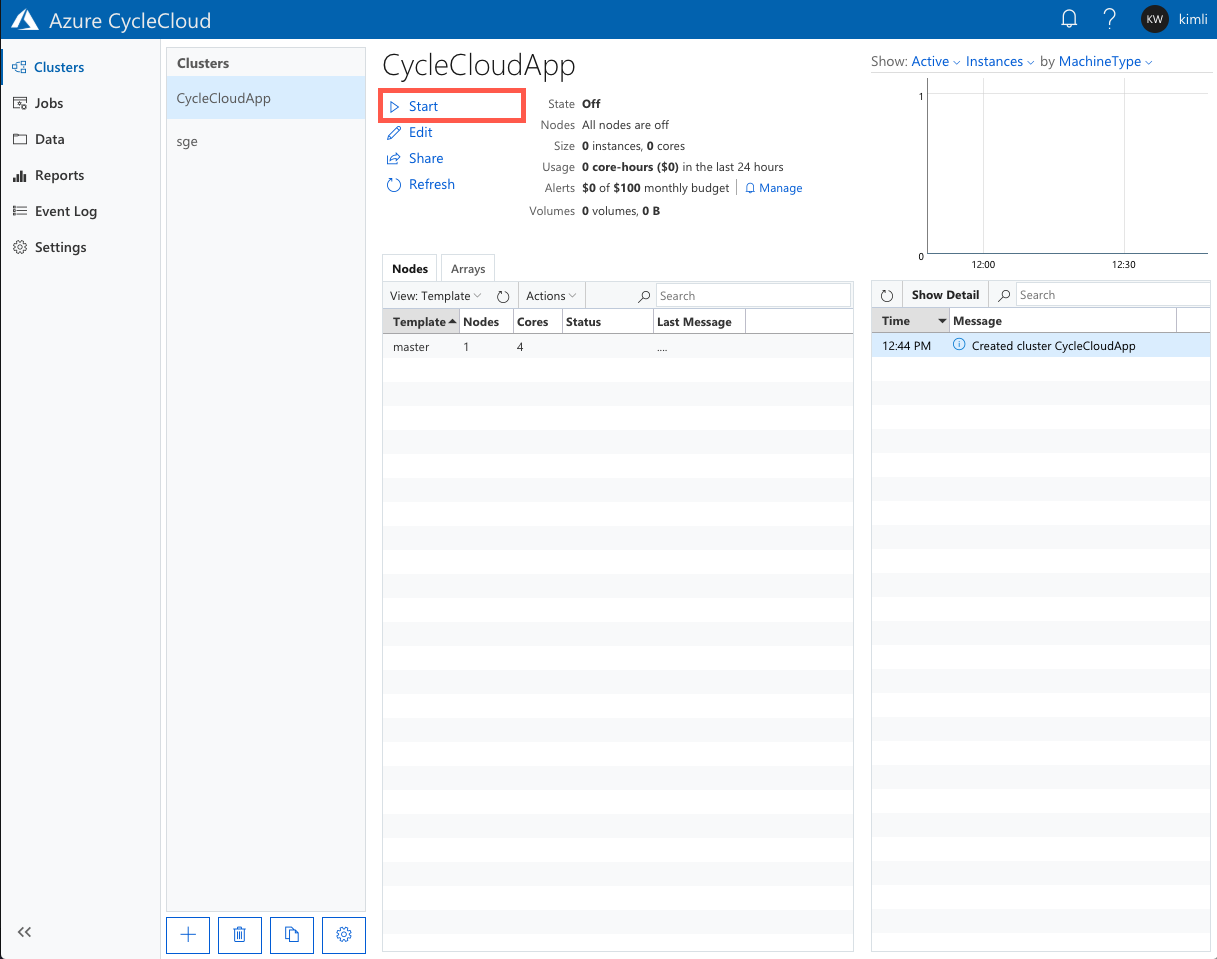 Azure CycleCloud
KW kimli
Clusters
Jobs
Data
Reports
Event Log
Settings
Clusters
CycleCloudApp
sge
CycleCloudApp
Start
Edit
Share
Refresh
State Off
Nodes All nodes are off
Size 0 instances, 0 cores
Usage 0 core-hours ($0) in the last 24 hours
Alerts $0 of $100 monthly budget Manage
Volumes 0 volumes, 0 B
Nodes Arrays
View: Template Actions Search
Template Nodes Cores Status Last Message
master 1 4 ....
Show: Active Instances by MachineType
1
0
12:00 12:30
Show Detail Search
Time Message
12:44 PM Created cluster CycleCloudApp